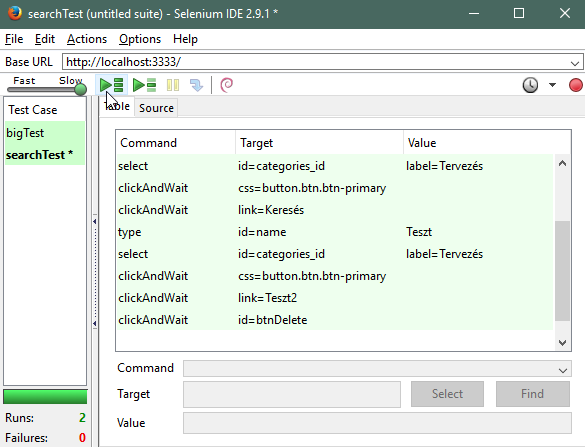 searchTest (untitled suite) - Selenium IDE 2.9.1 *
File Edit Actions Options Help
Base URL http://localhost:3333/
Fast Slow
Test Case
bigTest
searchTest *
Table Source
Command Target Value
select id=categories_id label=Tervezés
clickAndWait css=button.btn.btn-primary
clickAndWait link=Keresés
type id=name Teszt
select id=categories_id label=Tervezés
clickAndWait css=button.btn.btn-primary
clickAndWait link=Teszt2
clickAndWait id=btnDelete
Command
Target Select Find
Value
Runs: 2
Failures: 0